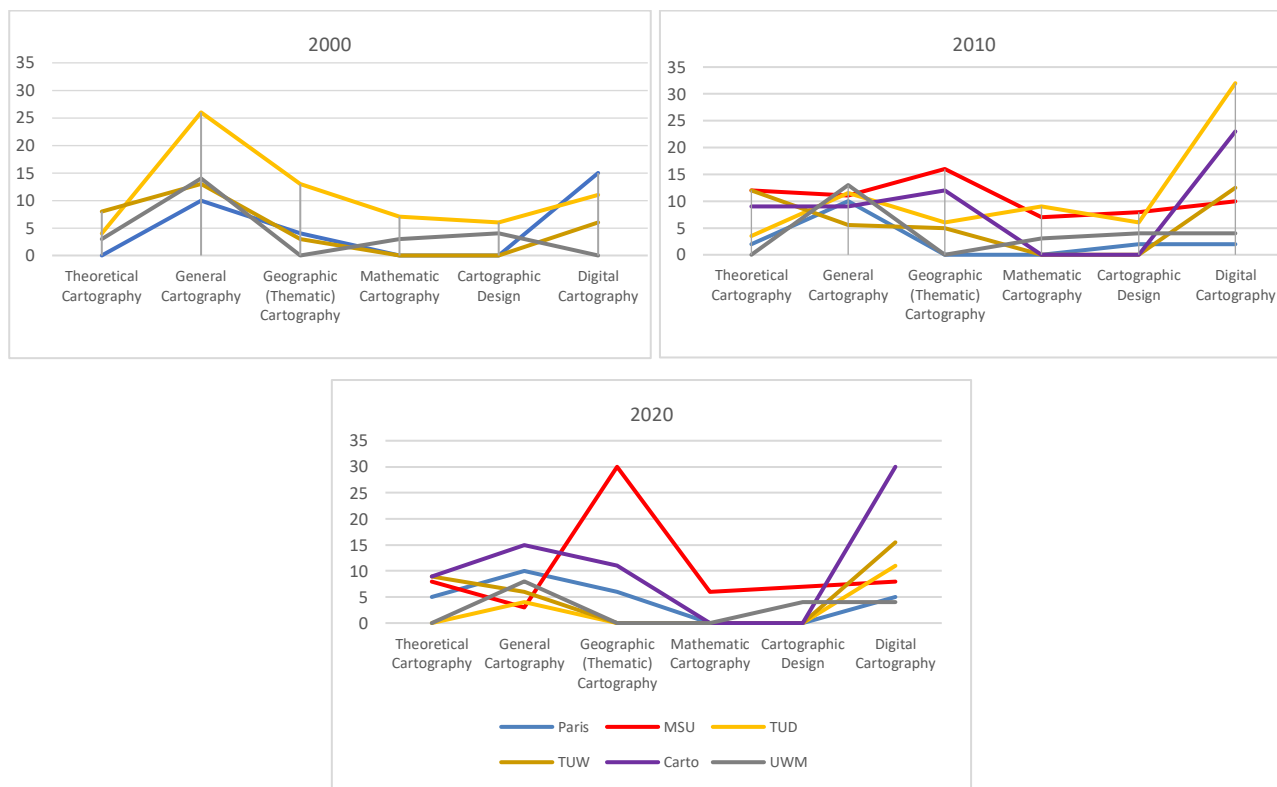 2000
35
30
25
20
15
10
5
0
Theoretical
Cartography
General
Cartography
Geographic
(Thematic)
Cartography
Mathematic
Cartography
Cartographic
Design
Digital
Cartography
2010
35
30
25
20
15
10
5
0
Theoretical
Cartography
General
Cartography
Geographic
(Thematic)
Cartography
Mathematic
Cartography
Cartographic
Design
Digital
Cartography
2020
35
30
25
20
15
10
5
0
Theoretical
Cartography
General
Cartography
Geographic
(Thematic) Cartography
Mathematic
Cartography
Cartographic
Design
Digital
Cartography
Paris MSU TUD
TUW Carto UWM